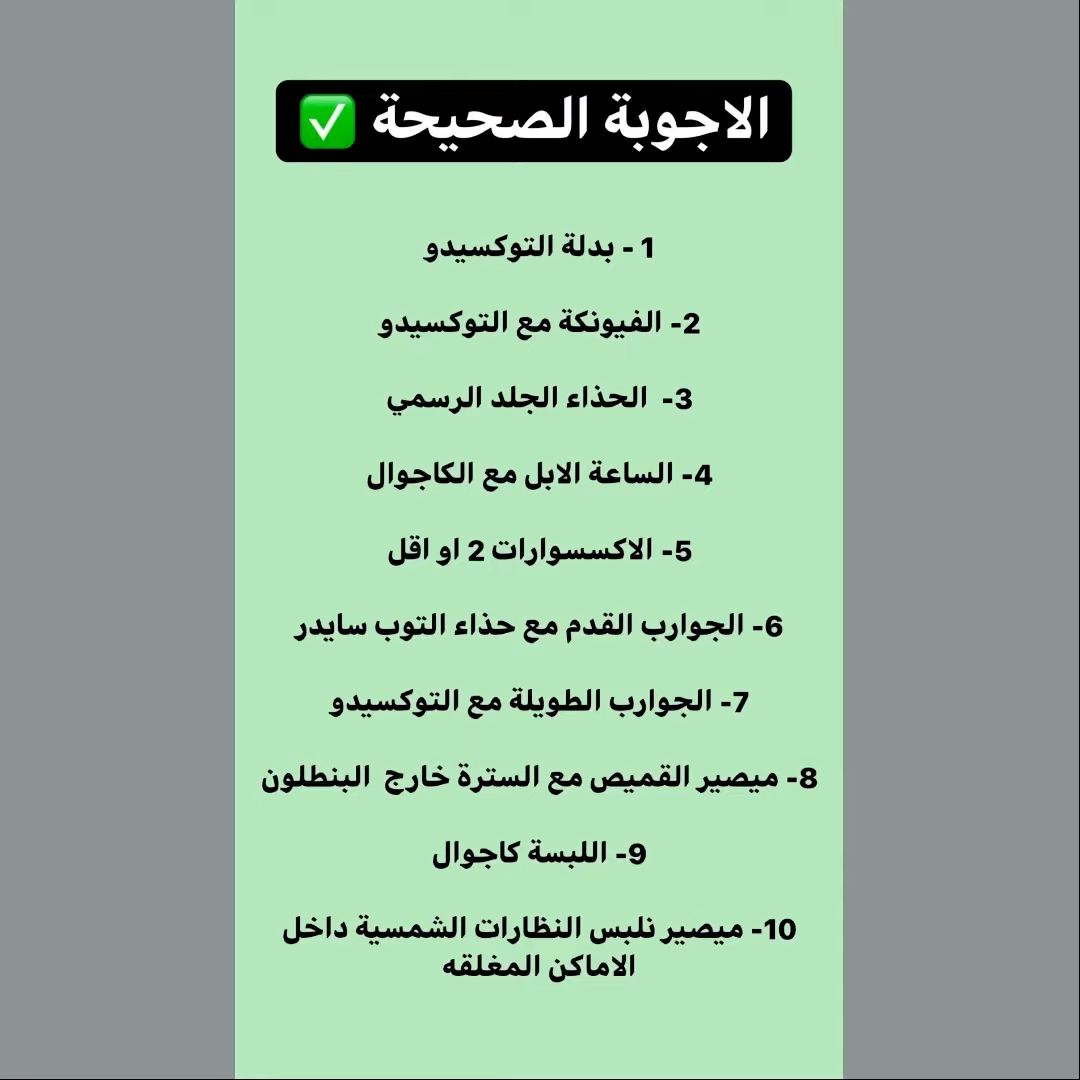 الاجوبة الصحيحة ✅
1 - بدلة التوكسيدو
2- الفيونكة مع التوكسيدو
3- الحذاء الجلد الرسمي
4- الساعة الابل مع الكاجوال
5- الاكسسوارات 2 او اقل
6- الجوارب القدم مع حذاء التوب سايدر
7- الجوارب الطويلة مع التوكسيدو
8- ميصير القميص مع السترة خارج البنطلون
9- اللبسة كاجوال
10- ميصير نلبس النظارات الشمسية داخل
الاماكن المغلقه